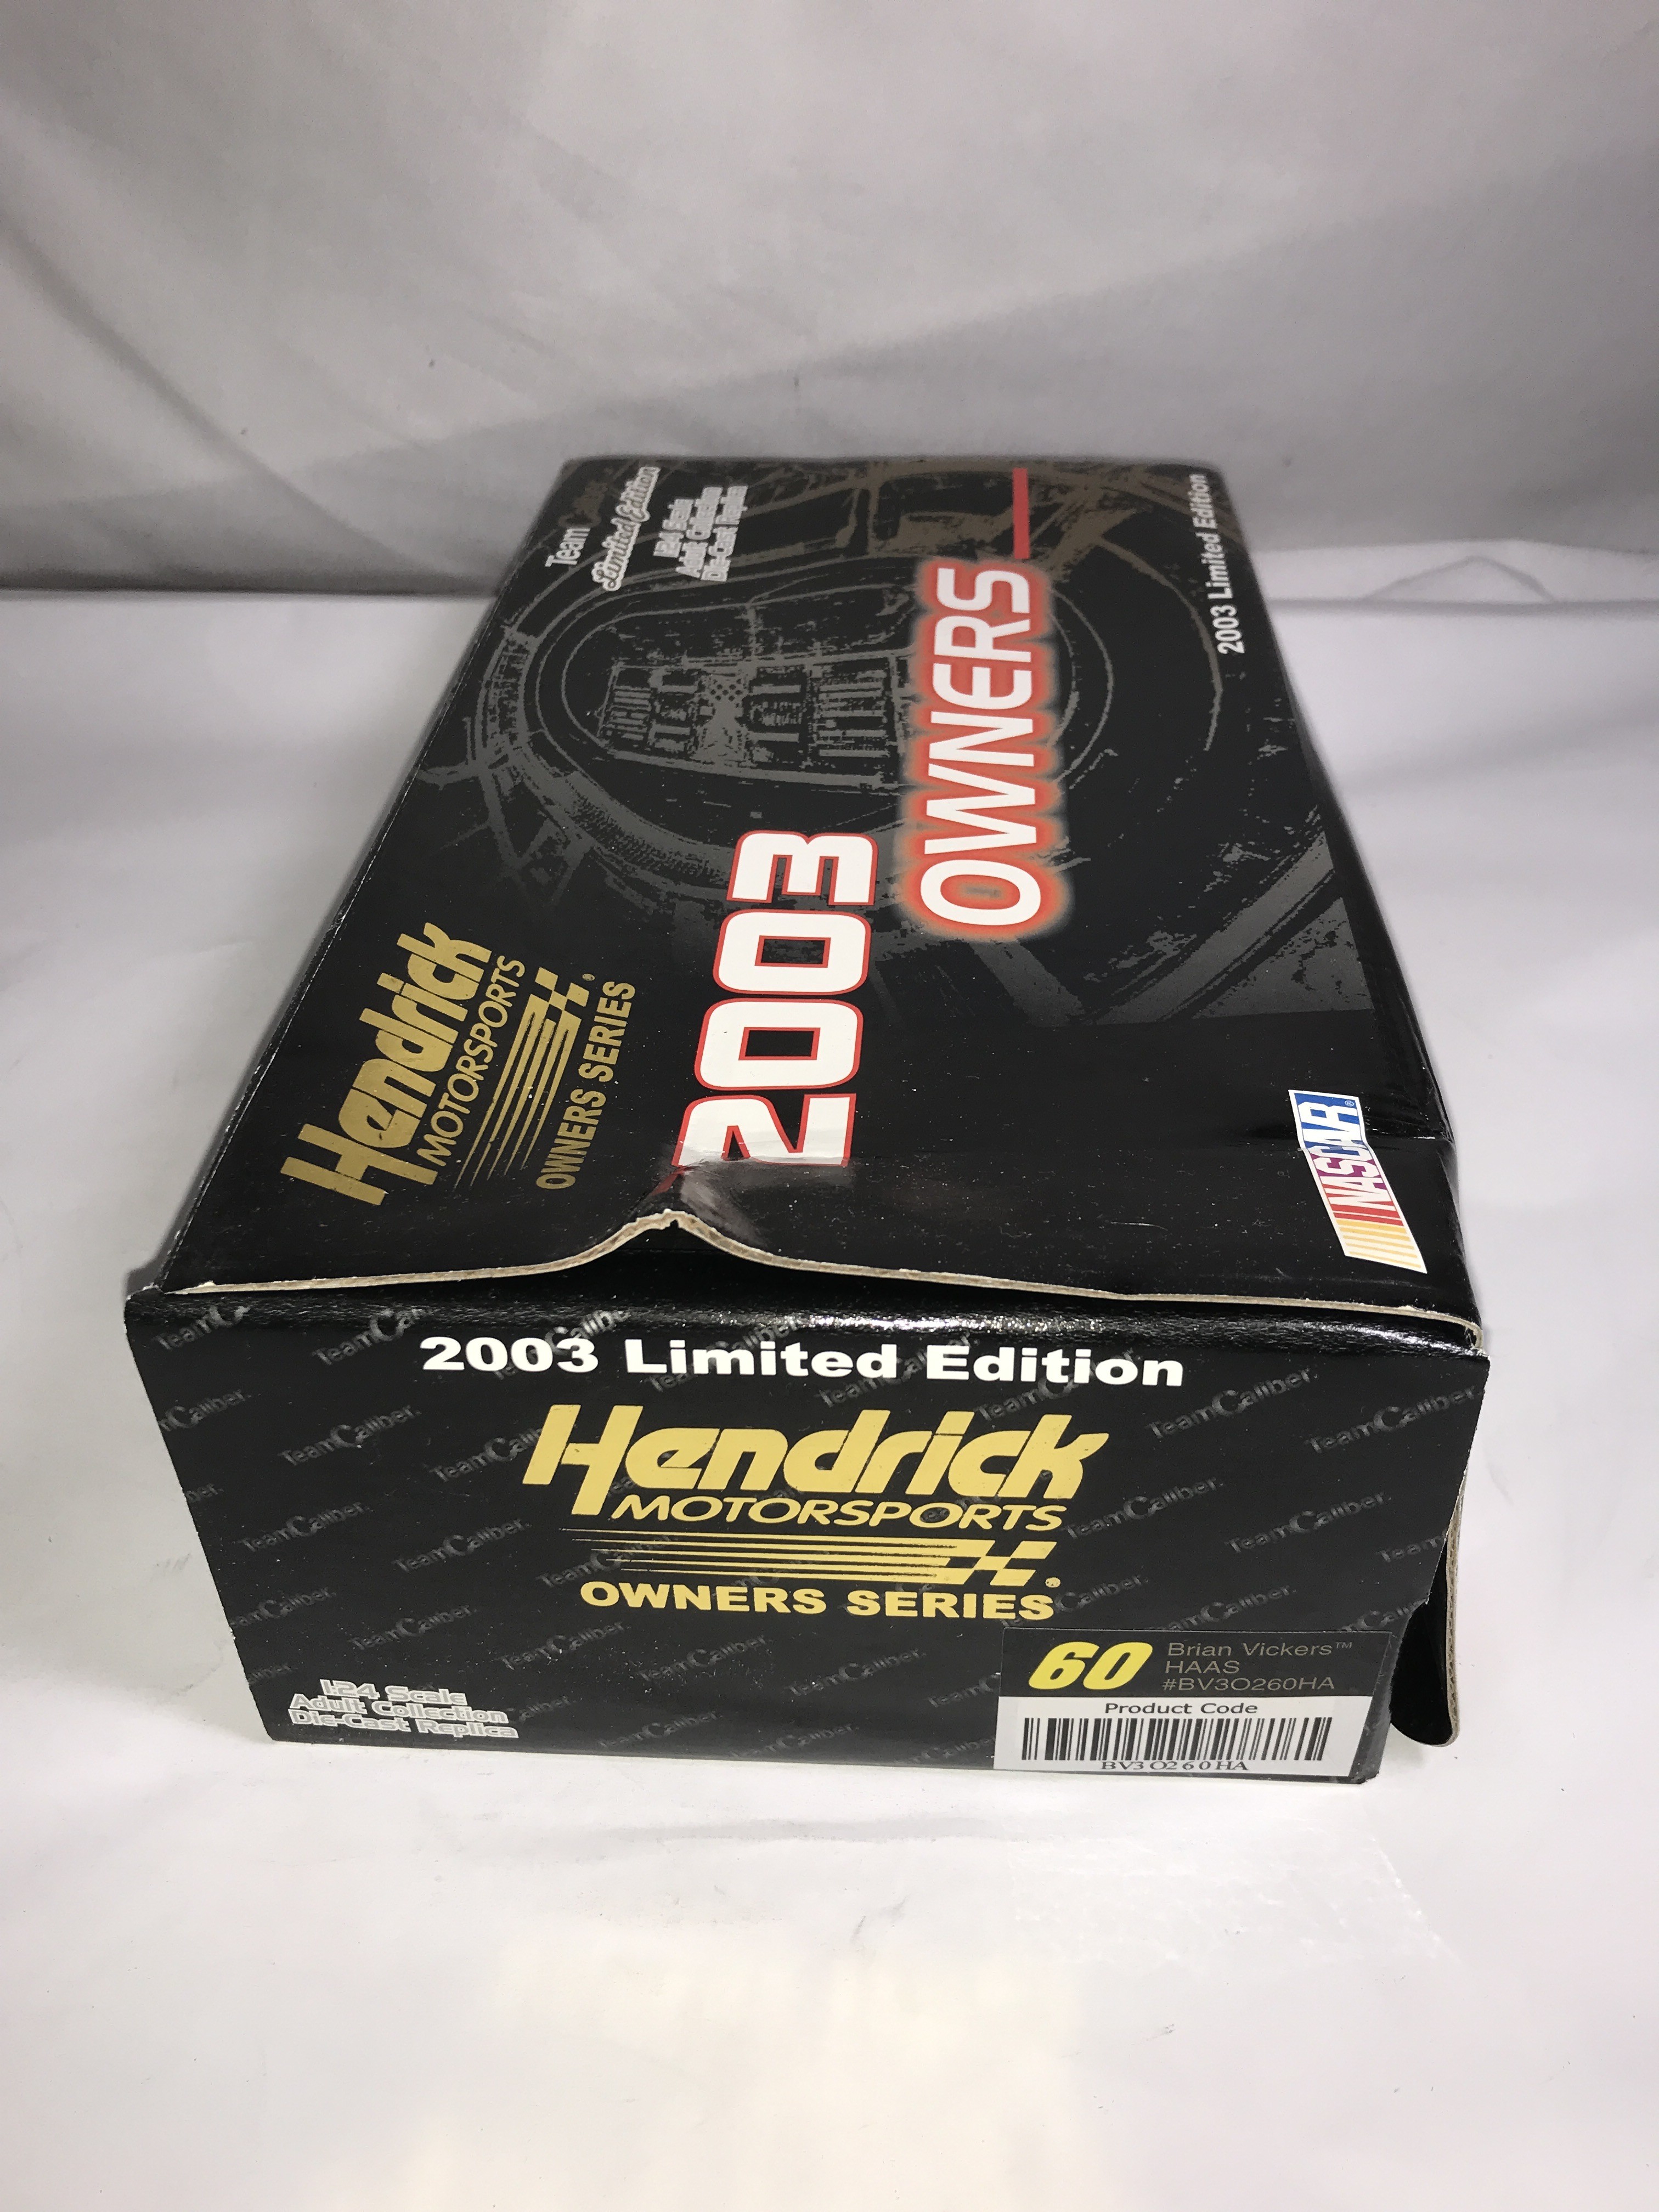 Team
Limited Edition
1:24 Scale
Adult Collection
Die-Cast Replica
Hendrick
MOTORSPORTS
OWNERS SERIES
2003
OWNERS
2003 Limited Edition
NASCAR
2003 Limited Edition
Hendrick
MOTORSPORTS
OWNERS SERIES
TeamCaliber.
1:24 Scale
Adult Collection
Die-Cast Replica
60
Brian Vickers™
HAAS
#BV3O260HA
Product Code
BV3O260HA